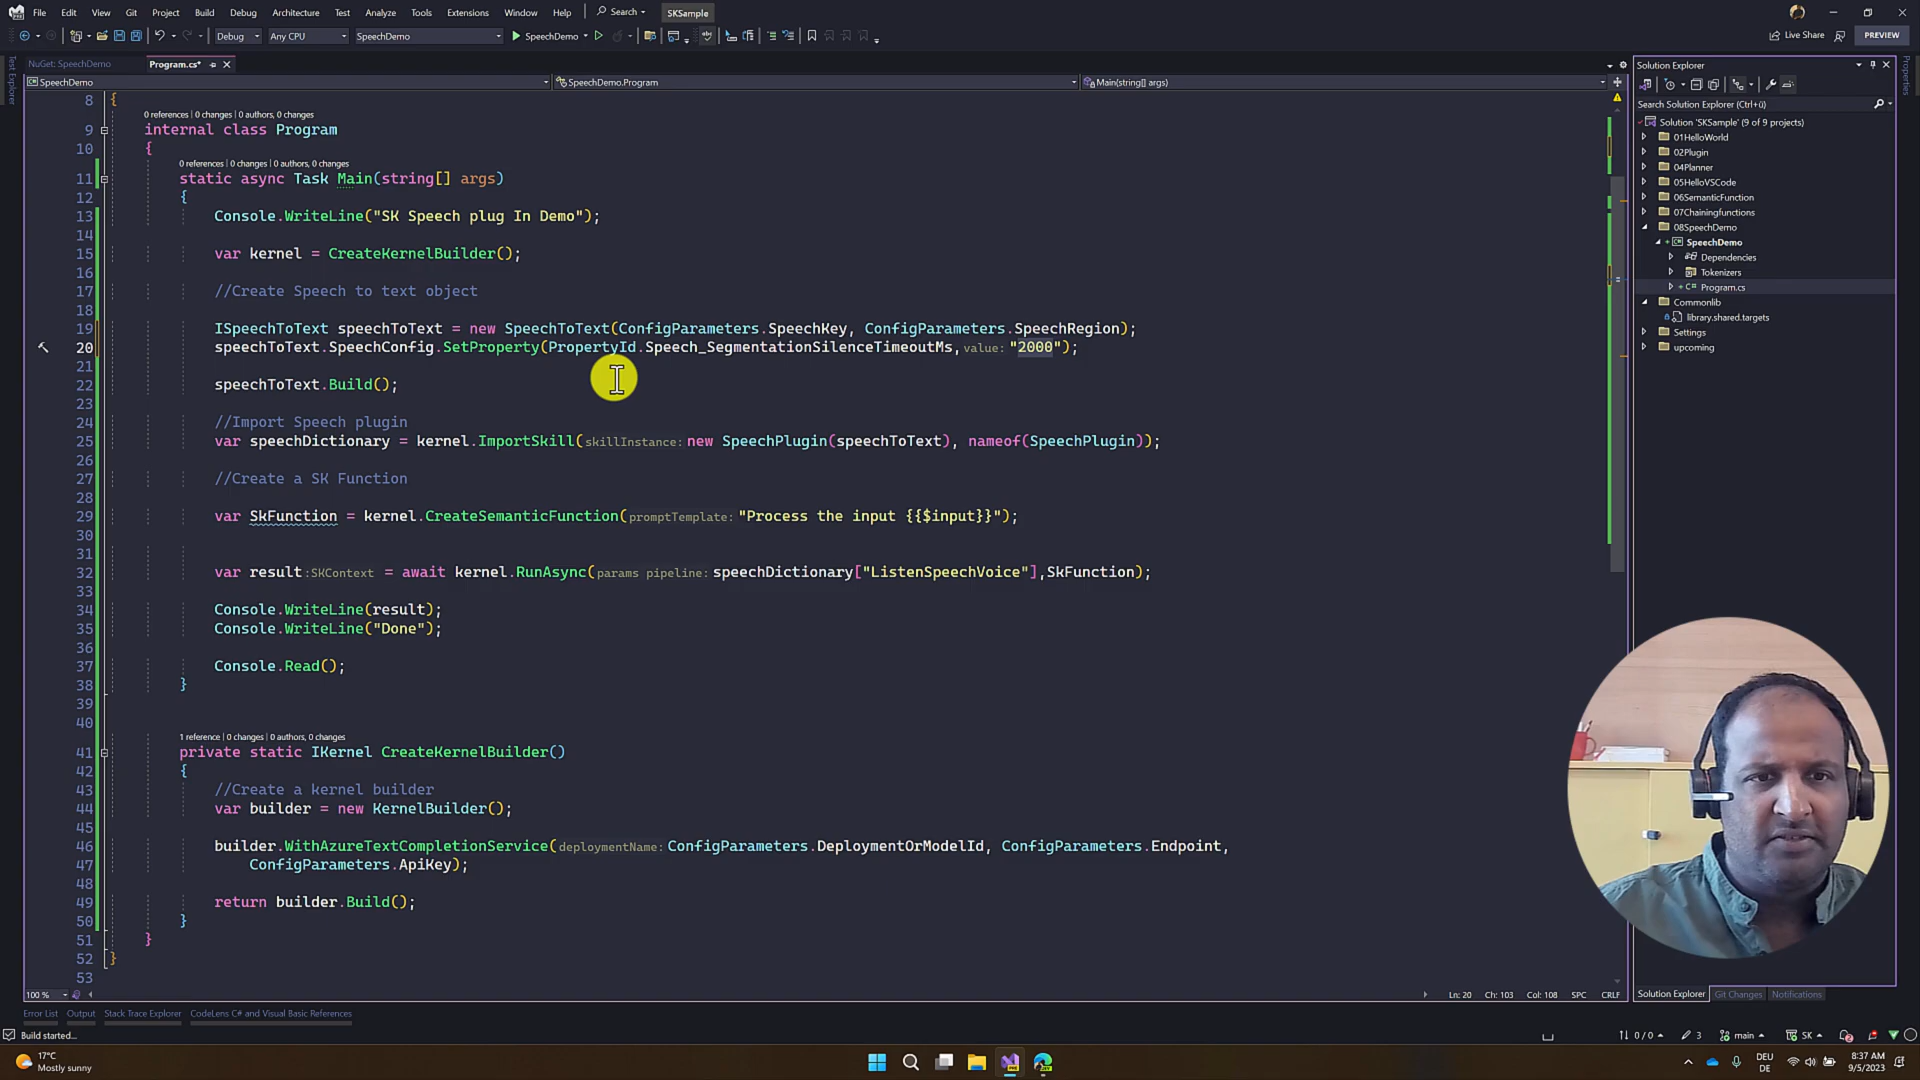 File Edit View Git Project Build Debug Architecture Test Analyze Tools Extensions Window Help Search SKSample
Debug Any CPU SpeechDemo SpeechDemo Live Share PREVIEW
NuGet: SpeechDemo Program.cs*
SpeechDemo SpeechDemo.Program Main(string[] args)
8 {
0 references | 0 changes | 0 authors, 0 changes
9 internal class Program
10 {
0 references | 0 changes | 0 authors, 0 changes
11 static async Task Main(string[] args)
12 {
13 Console.WriteLine("SK Speech plug In Demo");
14
15 var kernel = CreateKernelBuilder();
16
17 //Create Speech to text object
18
19 ISpeechToText speechToText = new SpeechToText(ConfigParameters.SpeechKey, ConfigParameters.SpeechRegion);
20 speechToText.SpeechConfig.SetProperty(PropertyId.Speech_SegmentationSilenceTimeoutMs, value: "2000");
21
22 speechToText.Build();
23
24 //Import Speech plugin
25 var speechDictionary = kernel.ImportSkill(skillInstance: new SpeechPlugin(speechToText), nameof(SpeechPlugin));
26
27 //Create a SK Function
28
29 var SkFunction = kernel.CreateSemanticFunction(promptTemplate: "Process the input {{$input}}");
30
31
32 var result :SKContext = await kernel.RunAsync(params pipeline: speechDictionary["ListenSpeechVoice"],SkFunction);
33
34 Console.WriteLine(result);
35 Console.WriteLine("Done");
36
37 Console.Read();
38 }
39
40
1 reference | 0 changes | 0 authors, 0 changes
41 private static IKernel CreateKernelBuilder()
42 {
43 //Create a kernel builder
44 var builder = new KernelBuilder();
45
46 builder.WithAzureTextCompletionService(deploymentName: ConfigParameters.DeploymentOrModelId, ConfigParameters.Endpoint,
47 ConfigParameters.ApiKey);
48
49 return builder.Build();
50 }
51 }
52 }
53
100 % Ln: 20 Ch: 103 Col: 108 SPC CRLF
Test Explorer
Properties
Solution Explorer
Search Solution Explorer (Ctrl+ü)
Solution 'SKSample' (9 of 9 projects)
01HelloWorld
02Plugin
04Planner
05HelloVSCode
06SemanticFunction
07Chainingfunctions
08SpeechDemo
SpeechDemo
Dependencies
Tokenizers
Program.cs
Commonlib
library.shared.targets
Settings
upcoming
Solution Explorer Git Changes Notifications
Error List Output Stack Trace Explorer CodeLens C# and Visual Basic References
Build started... 0 / 0 3 main SK
17°C
Mostly sunny
DEU
DE
8:37 AM
9/5/2023